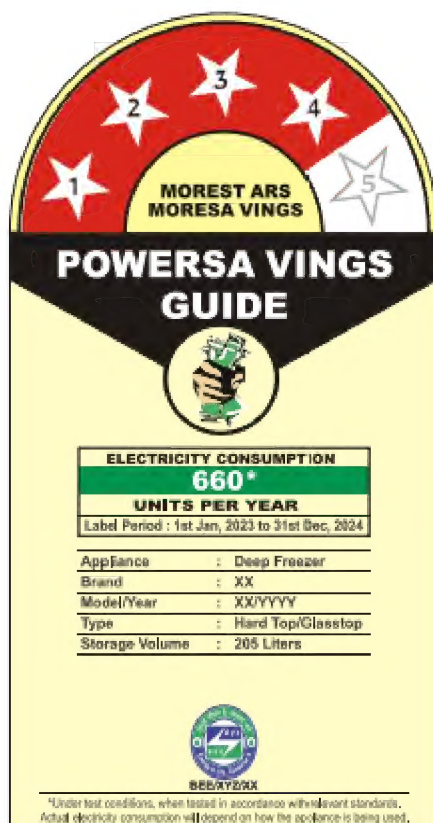 1
2
3
4
5
MOREST ARS
MORESA VINGS
POWERSA VINGS
GUIDE
ELECTRICITY CONSUMPTION
660*
UNITS PER YEAR
Label Period : 1st Jan, 2023 to 31st Dec, 2024
Appliance : Deep Freezer
Brand : XX
Model/Year : XX/YYYY
Type : Hard Top/Glasstop
Storage Volume : 205 Liters
BEE/XYZ/XX
*Under test conditions, when tested in accordance with relevant standards.
Actual electricity consumption will depend on how the appliance is being used.